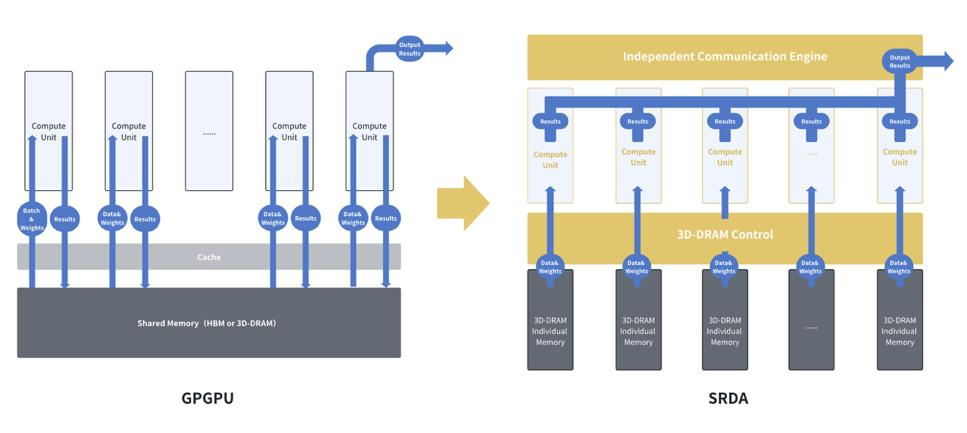 Output
Results
Compute
Unit
Compute
Unit
......
Compute
Unit
Compute
Unit
Batch
&
Weights
Results
Data&
Weights
Results
Data&
Weights
Results
Data&
Weights
Results
Cache
Shared Memory（HBM or 3D-DRAM）
GPGPU
Independent Communication Engine
Output
Results
Results
Results
Results
Results
Results
Compute
Unit
Compute
Unit
Compute
Unit
......
Compute
Unit
3D-DRAM Control
Data&
Weights
Data&
Weights
Data&
Weights
Data&
Weights
Data&
Weights
3D-DRAM
Individual
Memory
3D-DRAM
Individual
Memory
3D-DRAM
Individual
Memory
......
3D-DRAM
Individual
Memory
SRDA